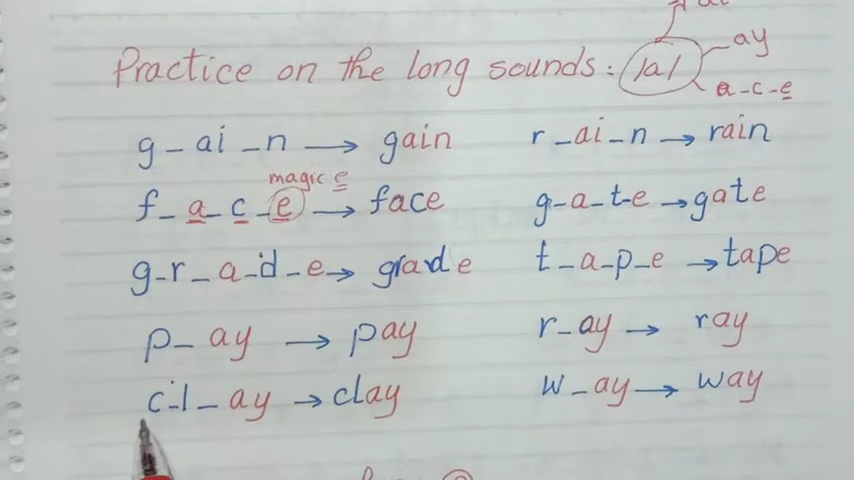 ai
Practice on the long sounds: /a/
ay
a-c-e
g-ai-n → gain
r-ai-n → rain
magic e
f-a-c-e → face
g-a-t-e → gate
g-r-a-d-e → grade
t-a-p-e → tape
p-ay → pay
r-ay → ray
c-l-ay → clay
w-ay → way